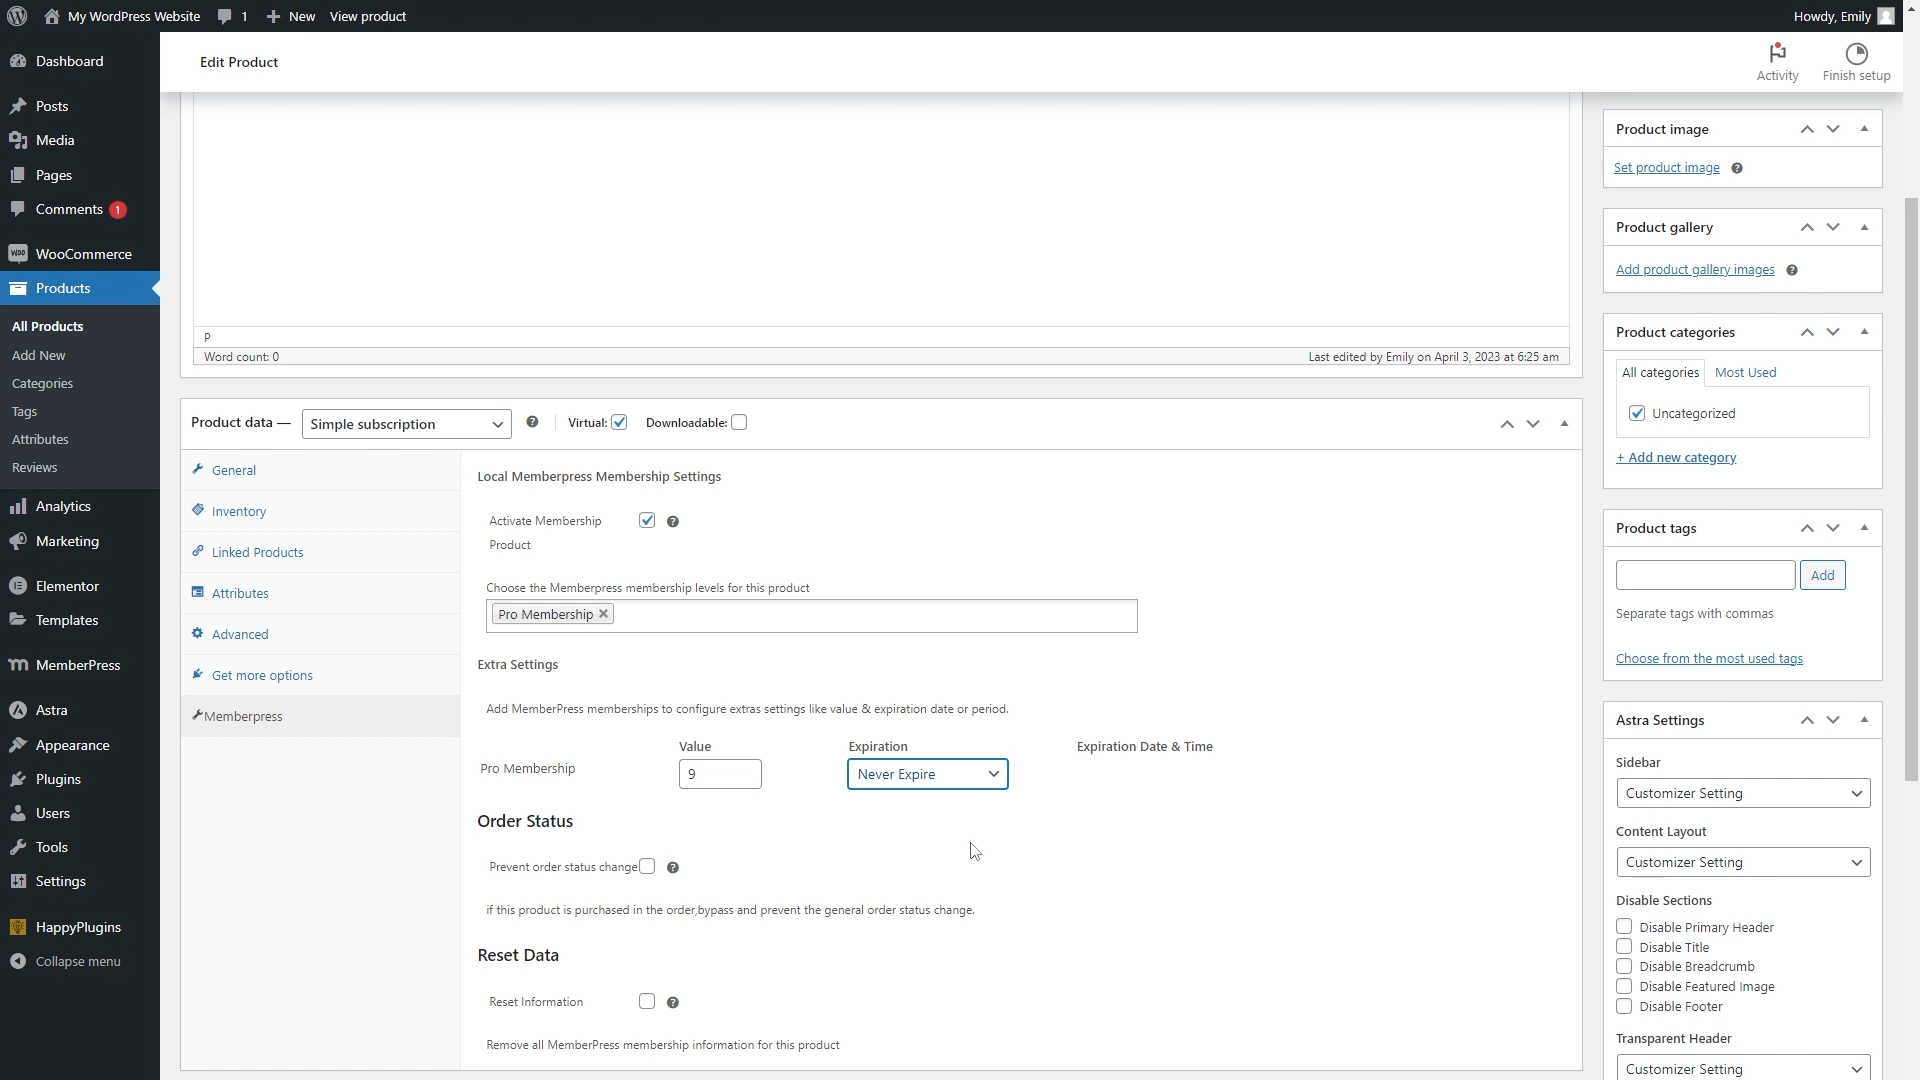 My WordPress Website
1
New
View product
Howdy, Emily
Dashboard
Posts
Media
Pages
Comments 1
WooCommerce
Products
All Products
Add New
Categories
Tags
Attributes
Reviews
Analytics
Marketing
Elementor
Templates
MemberPress
Astra
Appearance
Plugins
Users
Tools
Settings
HappyPlugins
Collapse menu
Edit Product
Activity
Finish setup
P
Word count: 0
Last edited by Emily on April 3, 2023 at 6:25 am
Product data —
Simple subscription
Virtual:
Downloadable:
General
Inventory
Linked Products
Attributes
Advanced
Get more options
Memberpress
Local Memberpress Membership Settings
Activate Membership
Product
Choose the Memberpress membership levels for this product
Pro Membership
Extra Settings
Add MemberPress memberships to configure extras settings like value & expiration date or period.
Value
Expiration
Expiration Date & Time
Pro Membership
9
Never Expire
Order Status
Prevent order status change
if this product is purchased in the order,bypass and prevent the general order status change.
Reset Data
Reset Information
Remove all MemberPress membership information for this product
Product image
Set product image
Product gallery
Add product gallery images
Product categories
All categories
Most Used
Uncategorized
+ Add new category
Product tags
Add
Separate tags with commas
Choose from the most used tags
Astra Settings
Sidebar
Customizer Setting
Content Layout
Customizer Setting
Disable Sections
Disable Primary Header
Disable Title
Disable Breadcrumb
Disable Featured Image
Disable Footer
Transparent Header
Customizer Setting